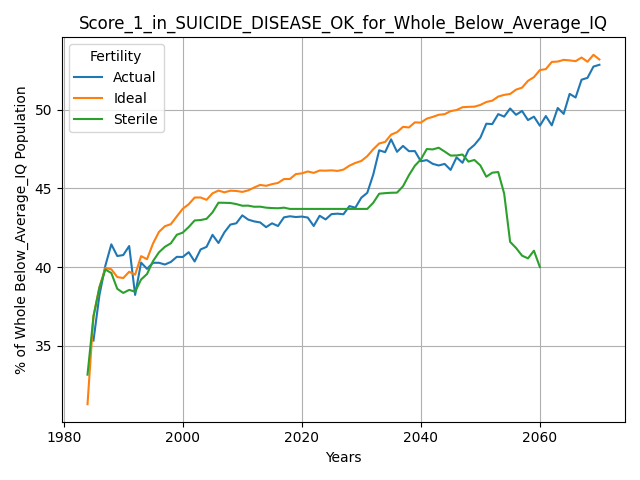 Score_1_in_SUICIDE_DISEASE_OK_for_Whole_Below_Average_IQ
Fertility
Actual
Ideal
Sterile
% of Whole Below_Average_IQ Population
50
45
40
35
1980
2000
2020
2040
2060
Years